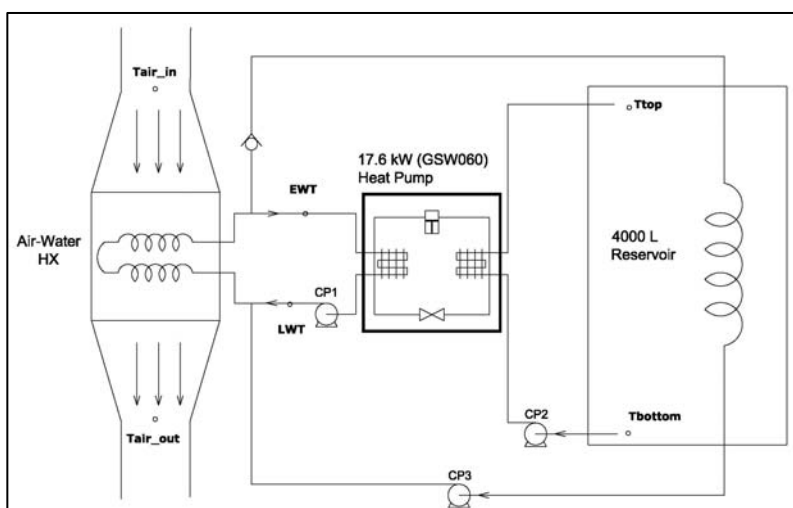 Tair_in
Ttop
17.6 kW (GSW060)
Heat Pump
EWT
Air-Water
HX
4000 L
Reservoir
CP1
LWT
CP2
Tbottom
Tair_out
CP3